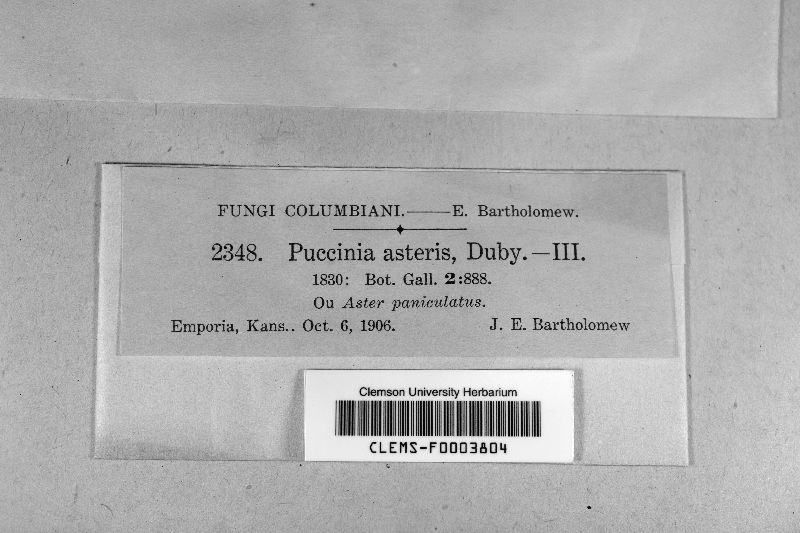 FUNGI COLUMBIANI.——E. Bartholomew.
2348. Puccinia asteris, Duby.—III.
1830: Bot. Gall. 2:888.
Ou Aster paniculatus.
Emporia, Kans.. Oct. 6, 1906. J. E. Bartholomew
Clemson University Herbarium
CLEMS-F0003804